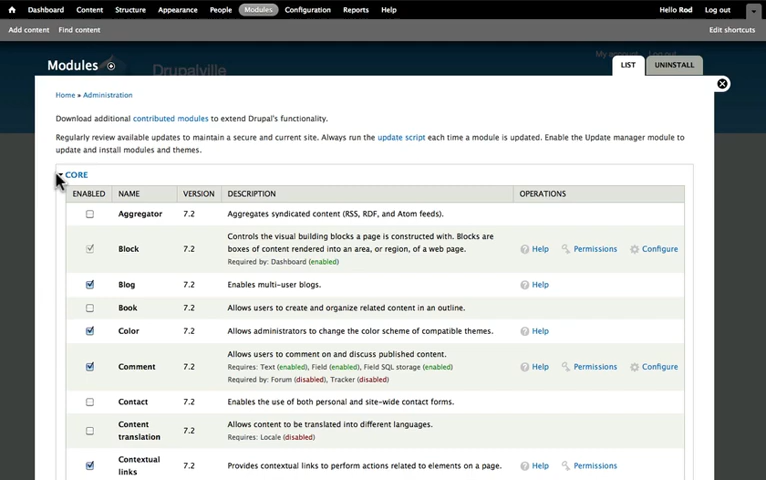 Dashboard Content Structure Appearance People Modules Configuration Reports Help Hello Rod Log out
Add content Find content Edit shortcuts
My account Log out
Modules Drupalville LIST UNINSTALL
Home » Administration
Download additional contributed modules to extend Drupal's functionality.
Regularly review available updates to maintain a secure and current site. Always run the update script each time a module is updated. Enable the Update manager module to
update and install modules and themes.
CORE
ENABLED NAME VERSION DESCRIPTION OPERATIONS
Aggregator 7.2 Aggregates syndicated content (RSS, RDF, and Atom feeds).
Controls the visual building blocks a page is constructed with. Blocks are
Block 7.2 boxes of content rendered into an area, or region, of a web page. Help Permissions Configure
Required by: Dashboard (enabled)
Blog 7.2 Enables multi-user blogs. Help
Book 7.2 Allows users to create and organize related content in an outline.
Color 7.2 Allows administrators to change the color scheme of compatible themes. Help
Allows users to comment on and discuss published content.
Comment 7.2 Requires: Text (enabled), Field (enabled), Field SQL storage (enabled) Help Permissions Configure
Required by: Forum (disabled), Tracker (disabled)
Contact 7.2 Enables the use of both personal and site-wide contact forms.
Content
translation 7.2 Allows content to be translated into different languages.
Requires: Locale (disabled)
Contextual
links 7.2 Provides contextual links to perform actions related to elements on a page. Help Permissions